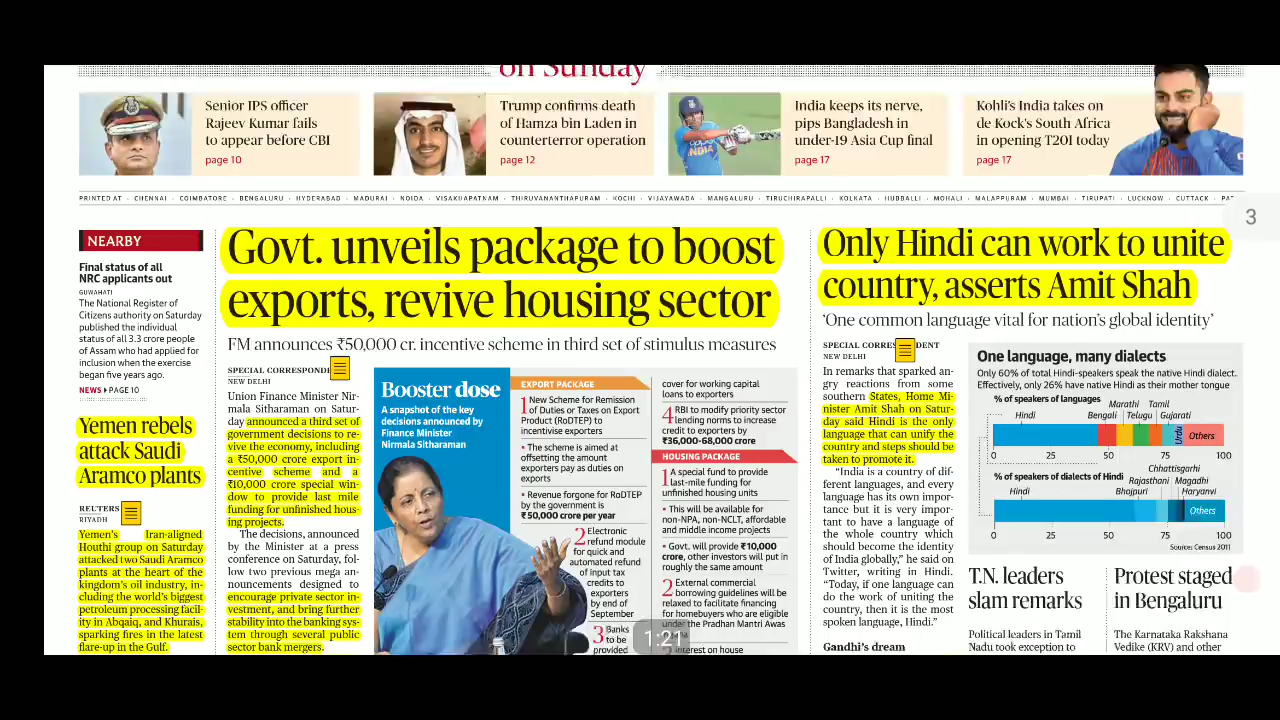 on Sunday
Senior IPS officer
Rajeev Kumar fails
to appear before CBI
page 10
Trump confirms death
of Hamza bin Laden in
counterterror operation
page 12
India keeps its nerve,
pips Bangladesh in
under-19 Asia Cup final
page 17
Kohli's India takes on
de Kock's South Africa
in opening T20I today
page 17
PRINTED AT · CHENNAI · COIMBATORE · BENGALURU · HYDERABAD · MADURAI · NOIDA · VISAKHAPATNAM · THIRUVANANTHAPURAM · KOCHI · VIJAYAWADA · MANGALURU · TIRUCHIRAPALLI · KOLKATA · HUBBALLI · MOHALI · MALAPPURAM · MUMBAI · TIRUPATI · LUCKNOW · CUTTACK · PAT
3
NEARBY
Final status of all
NRC applicants out
GUWAHATI
The National Register of
Citizens authority on Saturday
published the individual
status of all 3.3 crore people
of Assam who had applied for
inclusion when the exercise
began five years ago.
NEWS PAGE 10
Yemen rebels
attack Saudi
Aramco plants
REUTERS
RIYADH
Yemen's Iran-aligned
Houthi group on Saturday
attacked two Saudi Aramco
plants at the heart of the
kingdom's oil industry, in-
cluding the world's biggest
petroleum processing facil-
ity in Abqaiq, and Khurais,
sparking fires in the latest
flare-up in the Gulf.
Govt. unveils package to boost
exports, revive housing sector
FM announces ₹50,000 cr. incentive scheme in third set of stimulus measures
SPECIAL CORRESPOND
NEW DELHI
Union Finance Minister Nir-
mala Sitharaman on Satur-
day announced a third set of
government decisions to re-
vive the economy, including
a ₹50,000 crore export in-
centive scheme and a
₹10,000 crore special win-
dow to provide last mile
funding for unfinished hous-
ing projects.
The decisions, announced
by the Minister at a press
conference on Saturday, fol-
low two previous mega an-
nouncements designed to
encourage private sector in-
vestment, and bring further
stability into the banking sys-
tem through several public
sector bank mergers.
Booster dose
A snapshot of the key
decisions announced by
Finance Minister
Nirmala Sitharaman
EXPORT PACKAGE
1 New Scheme for Remission
of Duties or Taxes on Export
Product (RoDTEP) to
incentivise exporters
• The scheme is aimed at
offsetting the amount
exporters pay as duties on
exports
• Revenue forgone for RoDTEP
by the government is
₹50,000 crore per year
2 Electronic
refund module
for quick and
automated refund
of input tax
credits to
exporters
by end of
September
3 Banks
to be
provided
cover for working capital
loans to exporters
4 RBI to modify priority sector
lending norms to increase
credit to exporters by
₹36,000-68,000 crore
HOUSING PACKAGE
1 A special fund to provide
last-mile funding for
unfinished housing units
• This will be available for
non-NPA, non-NCLT, affordable
and middle income projects
• Govt. will provide ₹10,000
crore, other investors will put in
roughly the same amount
2 External commercial
borrowing guidelines will be
relaxed to facilitate financing
for homebuyers who are eligible
under the Pradhan Mantri Awas
1:21
Interest on house
Only Hindi can work to unite
country, asserts Amit Shah
'One common language vital for nation's global identity'
SPECIAL CORRES DENT
NEW DELHI
In remarks that sparked an-
gry reactions from some
southern States, Home Mi-
nister Amit Shah on Satur-
day said Hindi is the only
language that can unify the
country and steps should be
taken to promote it.
"India is a country of dif-
ferent languages, and every
language has its own impor-
tance but it is very impor-
tant to have a language of
the whole country which
should become the identity
of India globally," he said on
Twitter, writing in Hindi.
"Today, if one language can
do the work of uniting the
country, then it is the most
spoken language, Hindi."
Gandhi's dream
One language, many dialects
Only 60% of total Hindi-speakers speak the native Hindi dialect.
Effectively, only 26% have native Hindi as their mother tongue
% of speakers of languages
Marathi Tamil
Hindi Bengali Telugu Gujarati
Urdu
Others
0 25 50 75 100
% of speakers of dialects of Hindi
Chhattisgarhi
Rajasthani Magadhi
Hindi Bhojpuri Haryanvi
Others
0 25 50 75 100
Source: Census 2011
T.N. leaders
slam remarks
Political leaders in Tamil
Nadu took exception to
Protest staged
in Bengaluru
The Karnataka Rakshana
Vedike (KRV) and other
INDIA